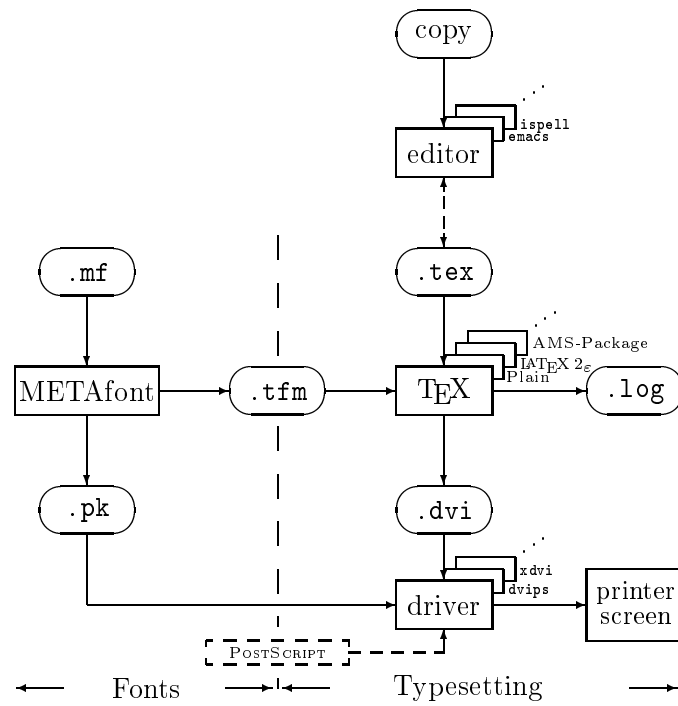 copy
ispell
emacs
editor
.mf
.tex
AMS-Package
LATEX 2ε
Plain
METAfont
.tfm
TEX
.log
.pk
.dvi
xdvi
dvips
driver
printer
screen
POSTSCRIPT
Fonts
Typesetting